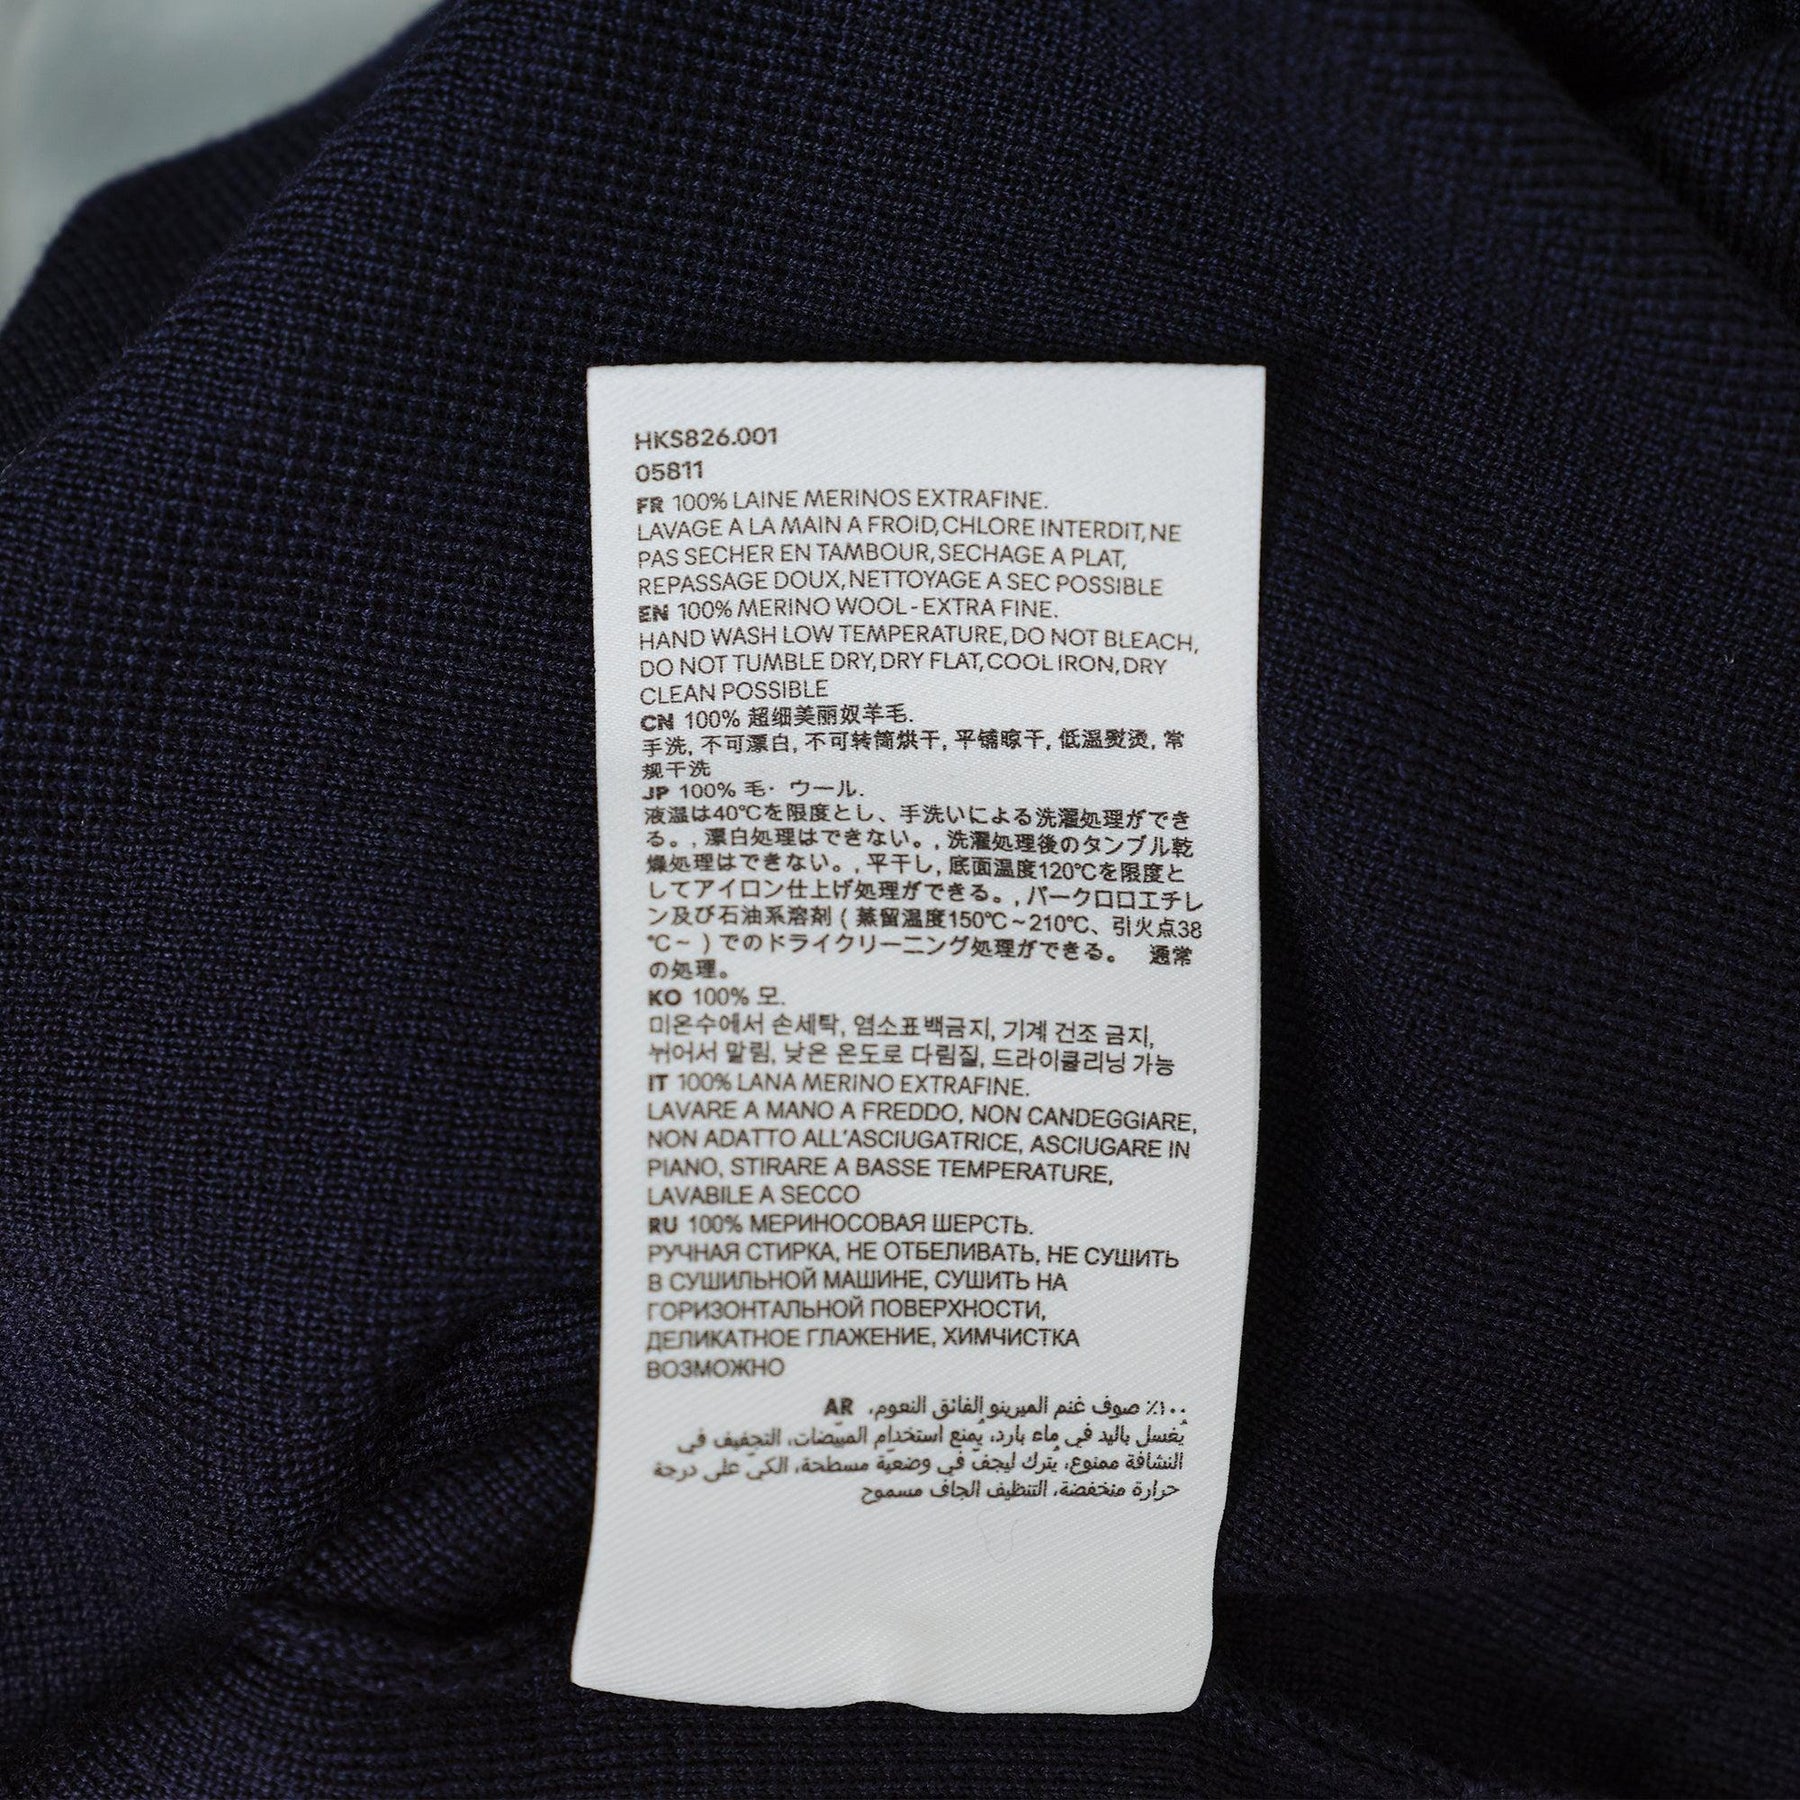 HKS826.001
05811
FR 100% LAINE MERINOS EXTRAFINE.
LAVAGE A LA MAIN A FROID, CHLORE INTERDIT, NE
PAS SECHER EN TAMBOUR, SECHAGE A PLAT,
REPASSAGE DOUX, NETTOYAGE A SEC POSSIBLE
EN 100% MERINO WOOL - EXTRA FINE.
HAND WASH LOW TEMPERATURE, DO NOT BLEACH,
DO NOT TUMBLE DRY, DRY FLAT, COOL IRON, DRY
CLEAN POSSIBLE
CN 100% 超细美丽奴羊毛.
手洗, 不可漂白, 不可转筒烘干, 平铺晾干, 低温熨烫, 常
规干洗
JP 100% 毛・ウール.
液温は40℃を限度とし、手洗いによる洗濯処理ができ
る。, 漂白処理はできない。, 洗濯処理後のタンブル乾
燥処理はできない。, 平干し, 底面温度120℃を限度と
してアイロン仕上げ処理ができる。, パークロロエチレ
ン及び石油系溶剤 ( 蒸留温度150℃～210℃、引火点38
℃～ ) でのドライクリーニング処理ができる。 通常
の処理。
KO 100% 모.
미온수에서 손세탁, 염소표백금지, 기계 건조 금지,
뉘어서 말림, 낮은 온도로 다림질, 드라이클리닝 가능
IT 100% LANA MERINO EXTRAFINE.
LAVARE A MANO A FREDDO, NON CANDEGGIARE,
NON ADATTO ALL'ASCIUGATRICE, ASCIUGARE IN
PIANO, STIRARE A BASSE TEMPERATURE,
LAVABILE A SECCO
RU 100% МЕРИНОСОВАЯ ШЕРСТЬ.
РУЧНАЯ СТИРКА, НЕ ОТБЕЛИВАТЬ, НЕ СУШИТЬ
В СУШИЛЬНОЙ МАШИНЕ, СУШИТЬ НА
ГОРИЗОНТАЛЬНОЙ ПОВЕРХНОСТИ,
ДЕЛИКАТНОЕ ГЛАЖЕНИЕ, ХИМЧИСТКА
ВОЗМОЖНО
١٠٠٪ صوف غنم الميرينو الفائق النعوم، AR
يُغسل باليد في ماء بارد، يُمنع استخدام المبيّضات، التجفيف في
النشافة ممنوع، يُترك ليجفّ في وضعية مسطحة، الكيّ على درجة
حرارة منخفضة، التنظيف الجاف مسموح